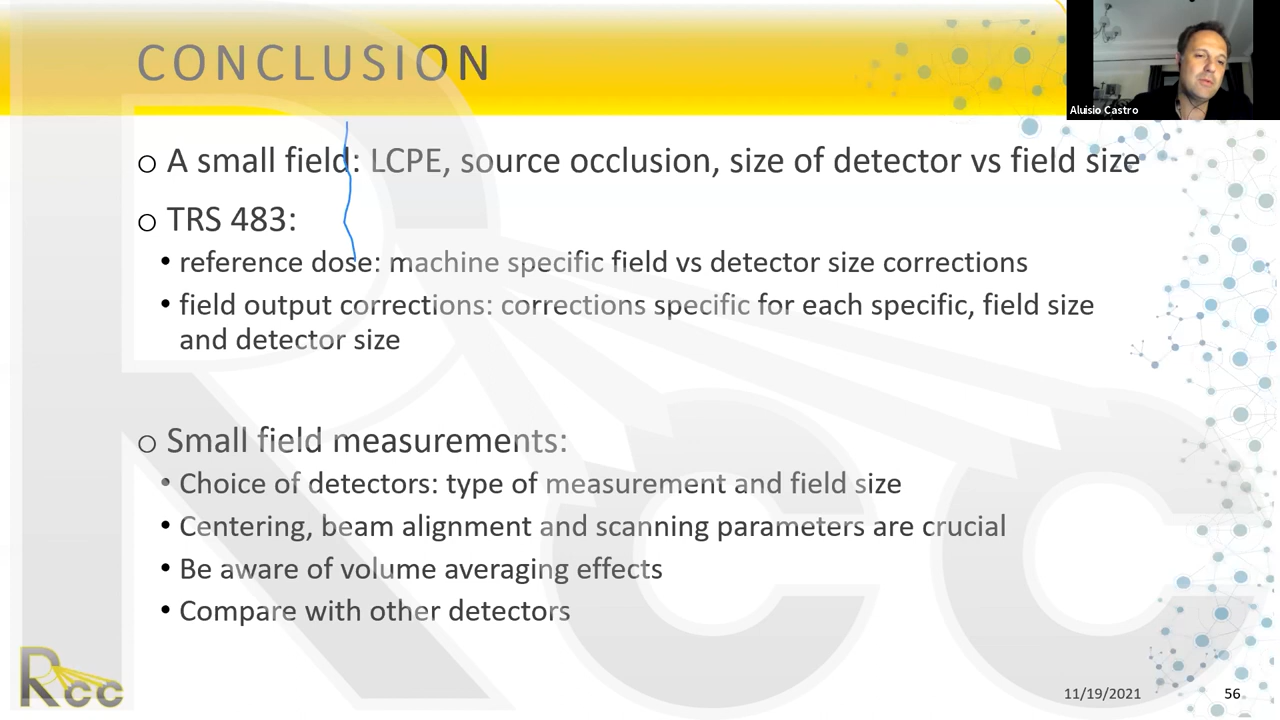 CONCLUSION
Aluisio Castro
o A small field: LCPE, source occlusion, size of detector vs field size
o TRS 483:
• reference dose: machine specific field vs detector size corrections
• field output corrections: corrections specific for each specific, field size
and detector size
o Small field measurements:
• Choice of detectors: type of measurement and field size
• Centering, beam alignment and scanning parameters are crucial
• Be aware of volume averaging effects
• Compare with other detectors
Rcc
11/19/2021
56